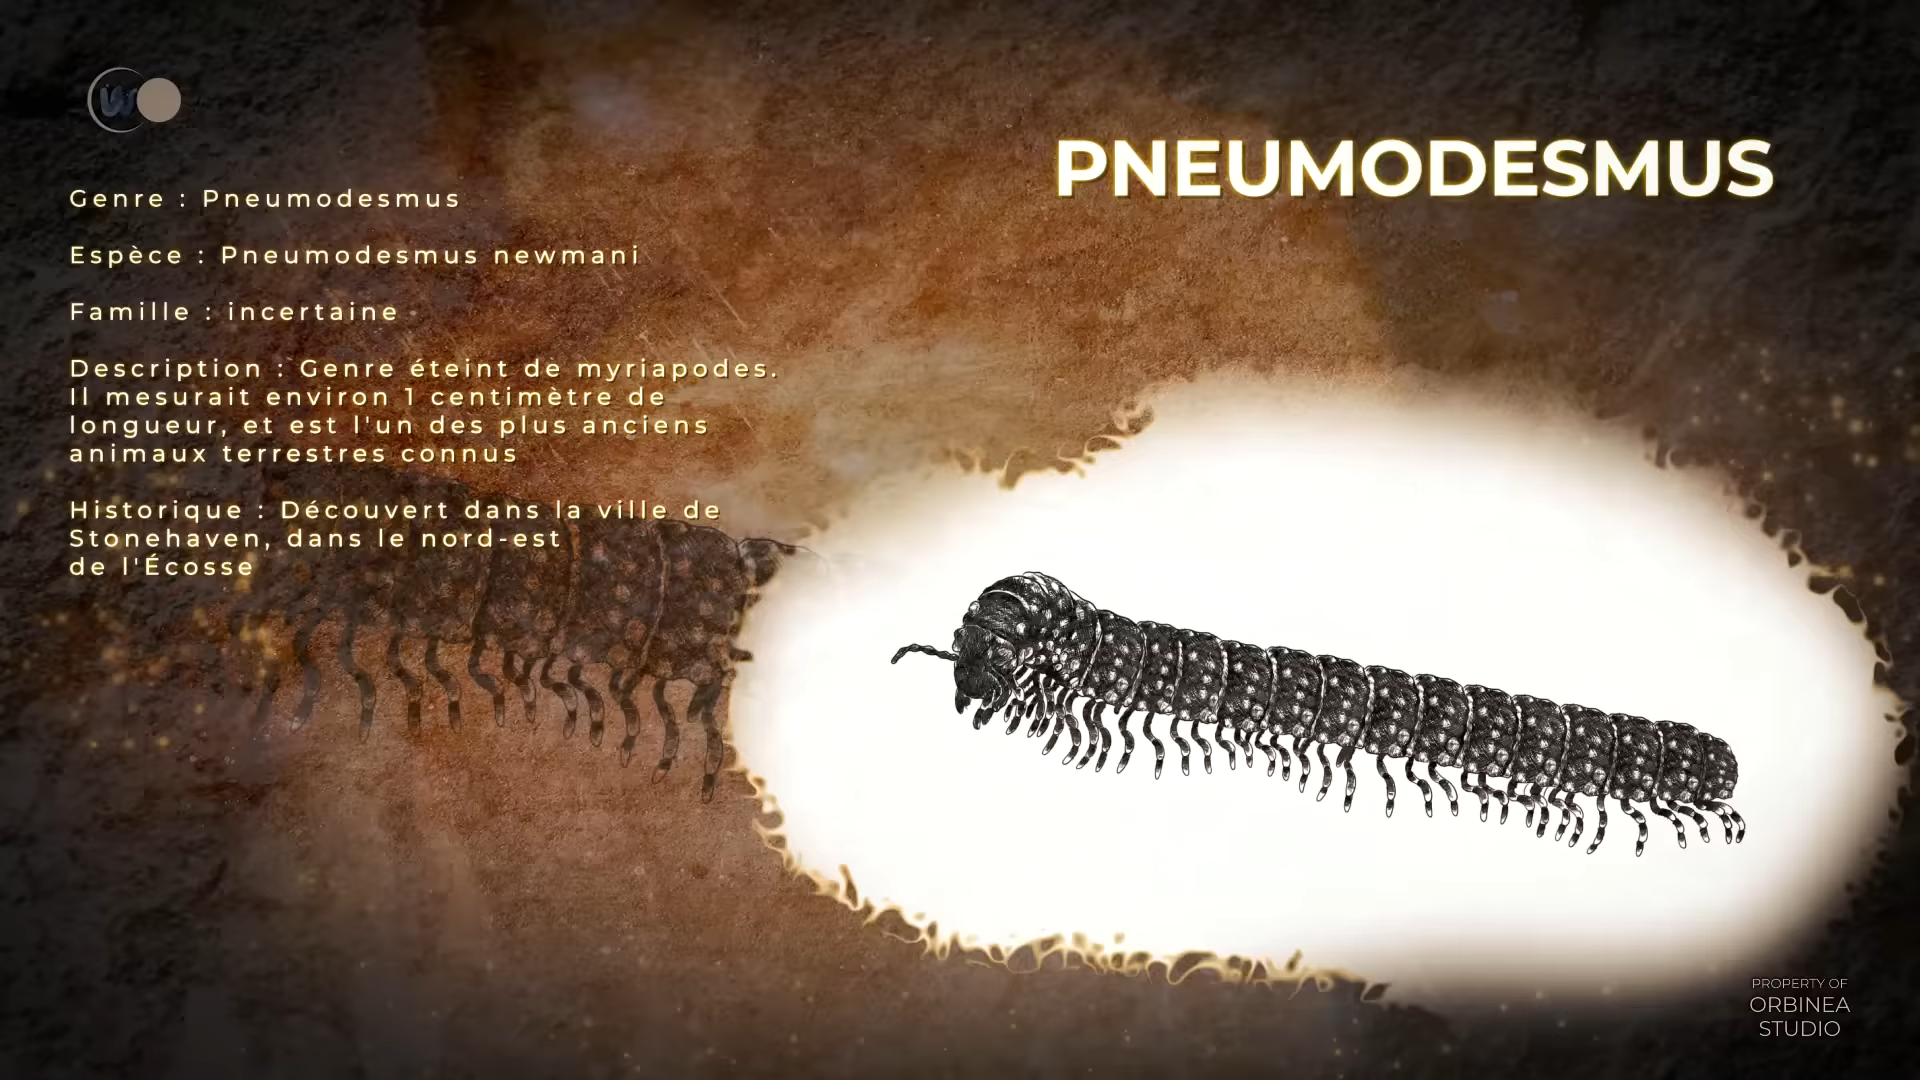 PNEUMODESMUS
Genre : Pneumodesmus
Espèce : Pneumodesmus newmani
Famille : incertaine
Description : Genre éteint de myriapodes.
Il mesurait environ 1 centimètre de
longueur, et est l'un des plus anciens
animaux terrestres connus
Historique : Découvert dans la ville de
Stonehaven, dans le nord-est
de l'Écosse
PROPERTY OF
ORBINEA
STUDIO